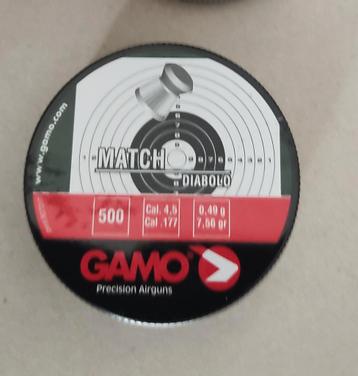 www.gamo.com
MATCH
DIABOLO
500
Cal. 4,5
Cal .177
0,49 g
7,56 gr
GAMO®
Precision Airguns